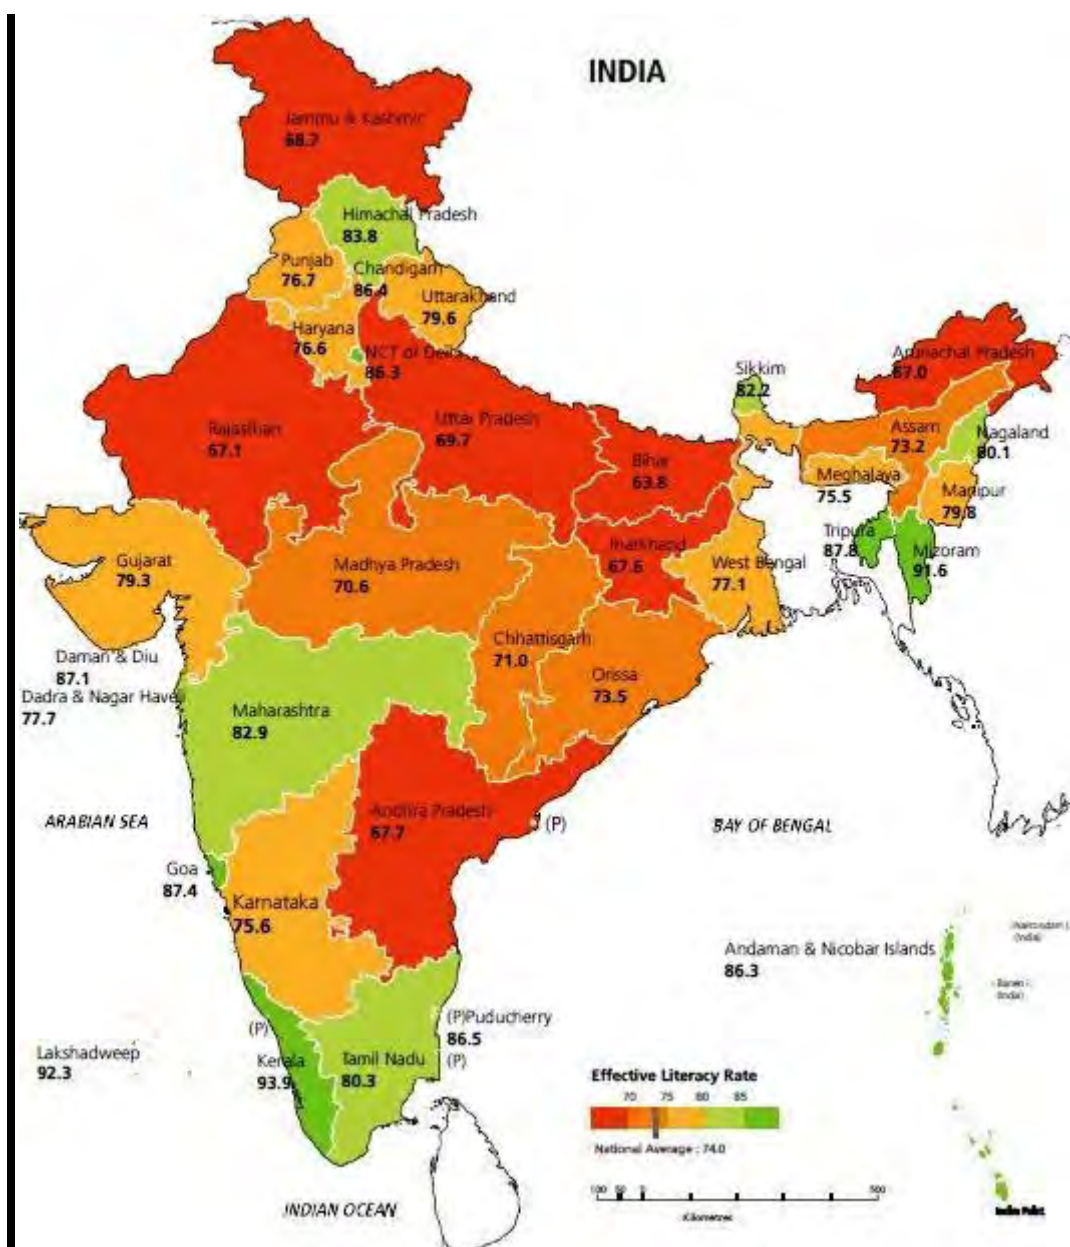 INDIA
Jammu & Kashmir
68.7
Himachal Pradesh
83.8
Punjab
76.7
Chandigarh
86.4
Uttarakhand
79.6
Haryana
76.6
NCT of Delhi
86.3
Rajasthan
67.1
Uttar Pradesh
69.7
Bihar
63.8
Sikkim
82.2
Arunachal Pradesh
67.0
Assam
73.2
Nagaland
80.1
Meghalaya
75.5
Manipur
79.8
Tripura
87.8
Mizoram
91.6
Gujarat
79.3
Madhya Pradesh
70.6
Jharkhand
67.6
West Bengal
77.1
Chhattisgarh
71.0
Orissa
73.5
Daman & Diu
87.1
Dadra & Nagar Haveli
77.7
Maharashtra
82.9
ARABIAN SEA
Andhra Pradesh
67.7
(P)
BAY OF BENGAL
Goa
87.4
Karnataka
75.6
Andaman & Nicobar Islands
86.3
(India)
(India)
(P)
(P)Puducherry
86.5
(P)
Lakshadweep
92.3
Kerala
93.9
Tamil Nadu
80.3
Effective Literacy Rate
70 75 80 85
National Average : 74.0
100 50 0 500
Kilometres
INDIAN OCEAN